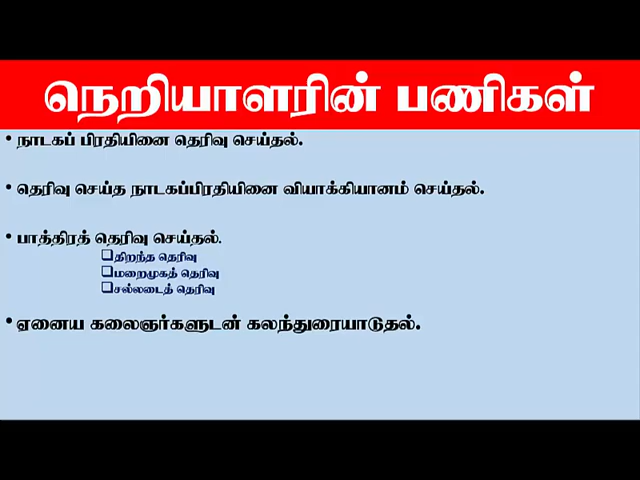 நெறியாளரின் பணிகள்
• நாடகப் பிரதியினை தெரிவு செய்தல்.
• தெரிவு செய்த நாடகப்பிரதியினை வியாக்கியானம் செய்தல்.
• பாத்திரத் தெரிவு செய்தல்.
❑திறந்த தெரிவு
❑மறைமுகத் தெரிவு
❑சல்லடைத் தெரிவு
• ஏனைய கலைஞர்களுடன் கலந்துரையாடுதல்.